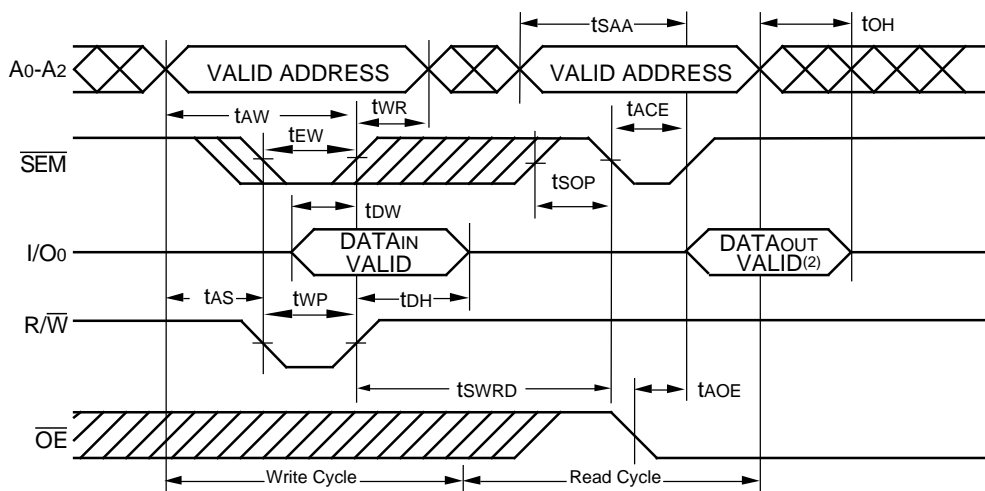 tSAA
tOH
A0-A2
VALID ADDRESS
VALID ADDRESS
tAW
tWR
tACE
tEW
SEM
tSOP
tDW
I/O0
DATAIN
VALID
DATAOUT
VALID(2)
tAS
tWP
tDH
R/W
tSWRD
tAOE
OE
Write Cycle
Read Cycle